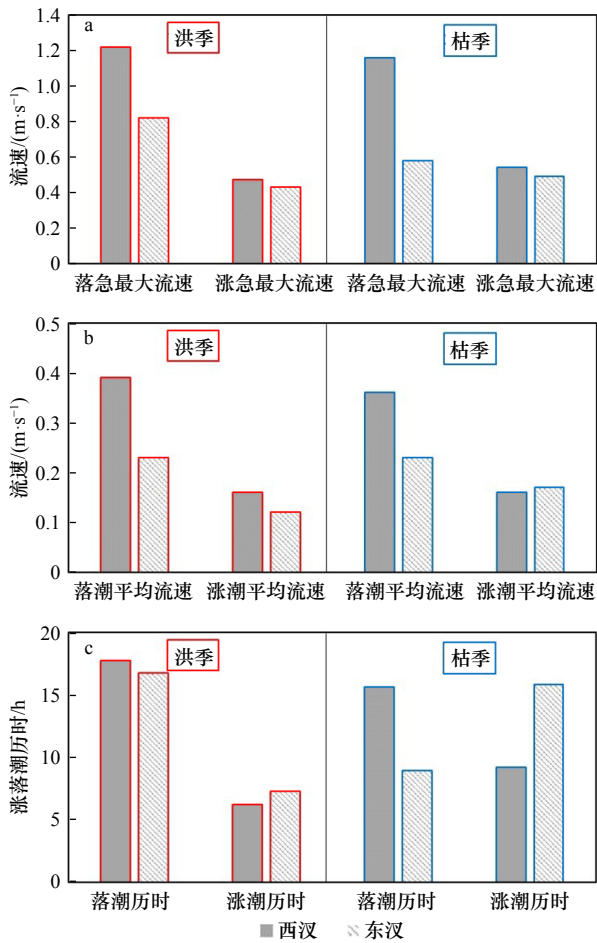 1.4
a
洪季
枯季
1.2
1.0
0.8
0.6
0.4
0.2
0
流速/(m·s⁻¹)
落急最大流速 涨急最大流速 落急最大流速 涨急最大流速
0.5
b
洪季
枯季
0.4
0.3
0.2
0.1
0
流速/(m·s⁻¹)
落潮平均流速 涨潮平均流速 落潮平均流速 涨潮平均流速
20
c
洪季
枯季
15
10
5
0
涨落潮历时/h
落潮历时 涨潮历时 落潮历时 涨潮历时
西汊 东汊